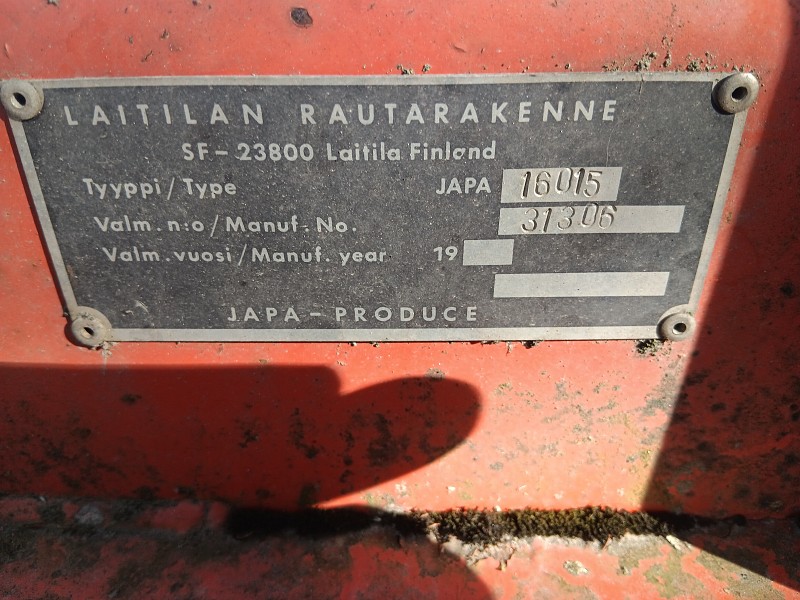 LAITILAN RAUTARAKENNE
SF-23800 Laitila Finland
Tyyppi/Type JAPA 16015
Valm.n:o/Manuf.No. 31306
Valm.vuosi/Manuf.year 19
JAPA-PRODUCE